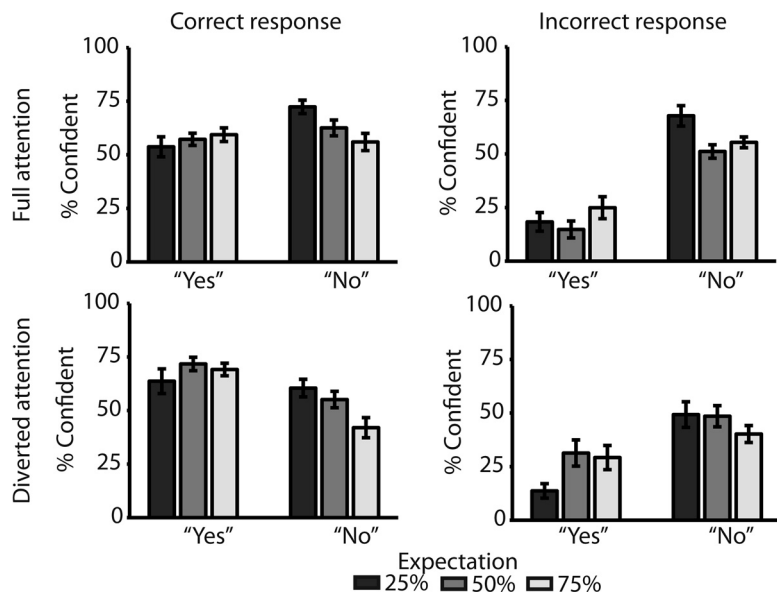 Correct response
Incorrect response
Full attention
% Confident
100
75
50
25
0
"Yes"
"No"
% Confident
100
75
50
25
0
"Yes"
"No"
Diverted attention
% Confident
100
75
50
25
0
"Yes"
"No"
% Confident
100
75
50
25
0
"Yes"
"No"
Expectation
25% 50% 75%